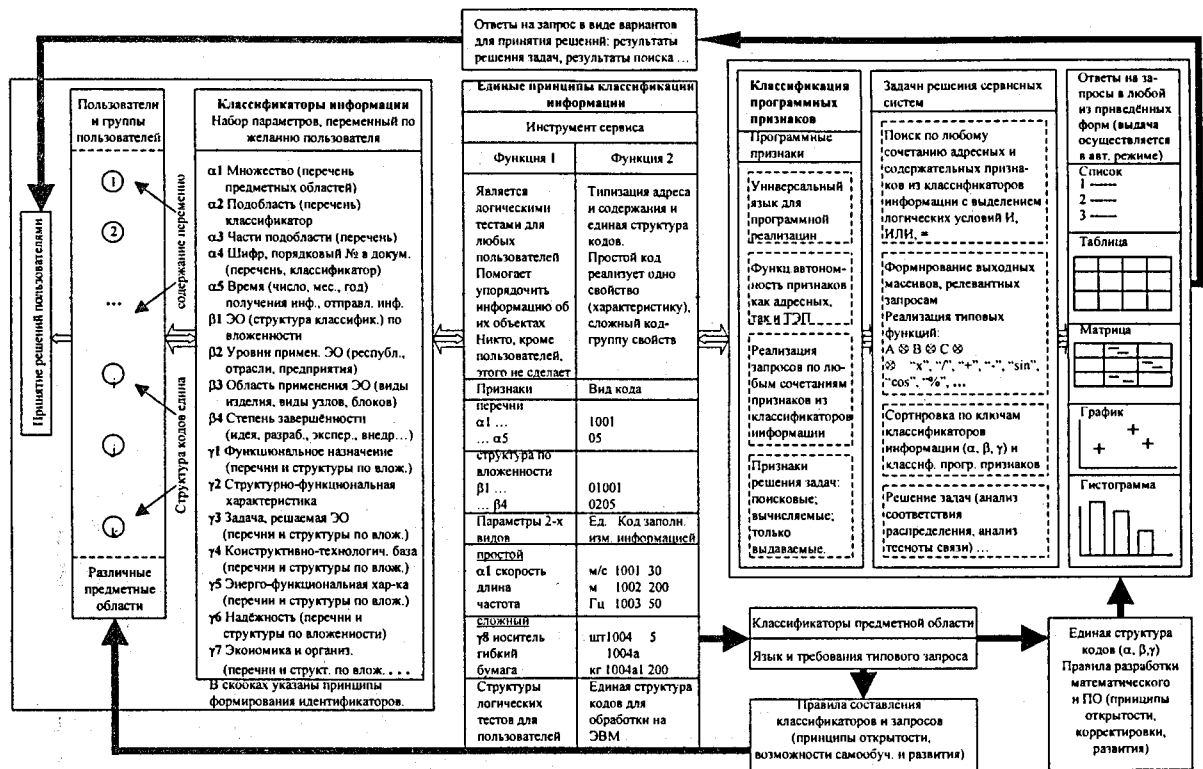 Ответы на запрос в виде вариантов
для принятия решений: результаты
решения задач, результаты поиска ...
Принятие решений пользователями
Пользователи
и группы
пользователей
1
2
...
i
j
k
Различные
предметные
области
содержание переменно
Структура кодов едина
Классификаторы информации
Набор параметров, переменный по
желанию пользователя
α1 Множество (перечень
предметных областей)
α2 Подобласть (перечень)
классификатор
α3 Части подобласти (перечень)
α4 Шифр, порядковый № в докум.
(перечень, классификатор)
α5 Время (число, мес., год)
получения инф., отправл. инф.
β1 ЭО (структура классифик.) по
вложенности
β2 Уровни примен. ЭО (республ.,
отрасли, предприятия)
β3 Область применения ЭО (виды
изделия, виды узлов, блоков)
β4 Степень завершённости
(идея, разраб., экспер., внедр...)
γ1 Функциональное назначение
(перечни и структуры по влож.)
γ2 Структурно-функциональная
характеристика
γ3 Задача, решаемая ЭО
(перечни и структуры по влож.)
γ4 Конструктивно-технологич. база
(перечни и структуры по влож.)
γ5 Энерго-функциональная хар-ка
(перечни и структуры по влож.)
γ6 Надёжность (перечни и
структуры по вложенности)
γ7 Экономика и организ.
(перечни и структ. по влож. . . .
В скобках указаны принципы
формирования идентификаторов.
Единые принципы классификации
информации
Инструмент сервиса
Функция 1
Функция 2
Является
логическими
тестами для
любых
пользователей
Помогает
упорядочить
информацию об
их объектах
Никто, кроме
пользователей,
этого не сделает
Типизация адреса
и содержания и
единая структура
кодов.
Простой код
реализует одно
свойство
(характеристику),
сложный код-
группу свойств
Признаки
Вид кода
перечни
α1 ... 1001
... α5 05
структура по
вложенности
β1 ... 01001
... β4 0205
Параметры 2-х
видов
Ед. Код заполн.
изм. информацией
простой
α1 скорость м/с 1001 30
длина м 1002 200
частота Гц 1003 50
сложный
γ8 носитель шт1004 5
гибкий 1004а
бумага кг 1004а1 200
Структуры
логических
тестов для
пользователей
Единая структура
кодов для
обработки на
ЭВМ
Классификация
программных
признаков
Программные
признаки
Универсальный
язык для
программной
реализации
Функц автоном-
ность признаков
как адресных,
так и ТЭП
Реализация
запросов по лю-
бым сочетаниям
признаков из
классификаторов
информации
Признаки
решения задач:
поисковые;
вычисляемые;
только
выдаваемые.
Задачи решения сервисных
систем
Поиск по любому
сочетанию адресных и
содержательных призна-
ков из классификаторов
информации с выделением
логических условий И,
ИЛИ, =
Формирование выходных
массивов, релевантных
запросам
Реализация типовых
функций:
A ⊗ B ⊗ C ⊗
⊗ “x”, “/”, “+”, “-”, “sin”,
“cos”, “%”, ...
Сортировка по ключам
классификаторов
информации (α, β, γ) и
классиф. прогр. признаков
Решение задач (анализ
соответствия
распределения, анализ
тесноты связи) ...
Ответы на за-
просы в любой
из приведённых
форм (выдача
осуществляется
в авт. режиме)
Список
1 ——
2 ——
3 ——
Таблица
Матрица
График
Гистограмма
Классификаторы предметной области
Язык и требования типового запроса
Правила составления
классификаторов и запросов
(принципы открытости,
возможности самообуч. и развития)
Единая структура
кодов (α, β,γ)
Правила разработки
математического
и ПО (принципы
открытости,
корректировки,
развития)